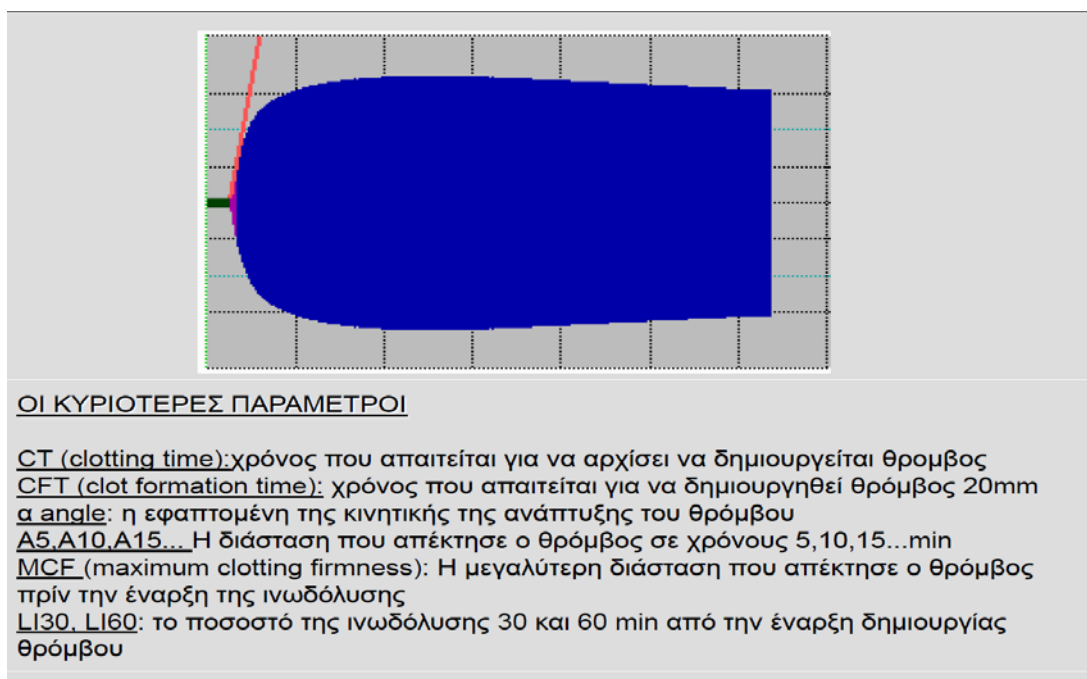 ΟΙ ΚΥΡΙΟΤΕΡΕΣ ΠΑΡΑΜΕΤΡΟΙ
CT (clotting time):χρόνος που απαιτείται για να αρχίσει να δημιουργείται θρομβος
CFT (clot formation time): χρόνος που απαιτείται για να δημιουργηθεί θρόμβος 20mm
α angle: η εφαπτομένη της κινητικής της ανάπτυξης του θρόμβου
A5,A10,A15... Η διάσταση που απέκτησε ο θρόμβος σε χρόνους 5,10,15...min
MCF (maximum clotting firmness): Η μεγαλύτερη διάσταση που απέκτησε ο θρόμβος
πρίν την έναρξη της ινωδόλυσης
LI30, LI60: το ποσοστό της ινωδόλυσης 30 και 60 min από την έναρξη δημιουργίας
θρόμβου